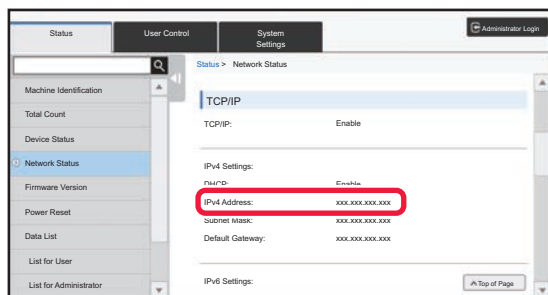 Status
User Control
System
Settings
Administrator Login
Status > Network Status
Machine Identification
Total Count
Device Status
Network Status
Firmware Version
Power Reset
Data List
List for User
List for Administrator
TCP/IP
TCP/IP: Enable
IPv4 Settings:
DHCP: Enable
IPv4 Address: xxx.xxx.xxx.xxx
Subnet Mask: xxx.xxx.xxx.xxx
Default Gateway: xxx.xxx.xxx.xxx
IPv6 Settings:
Top of Page